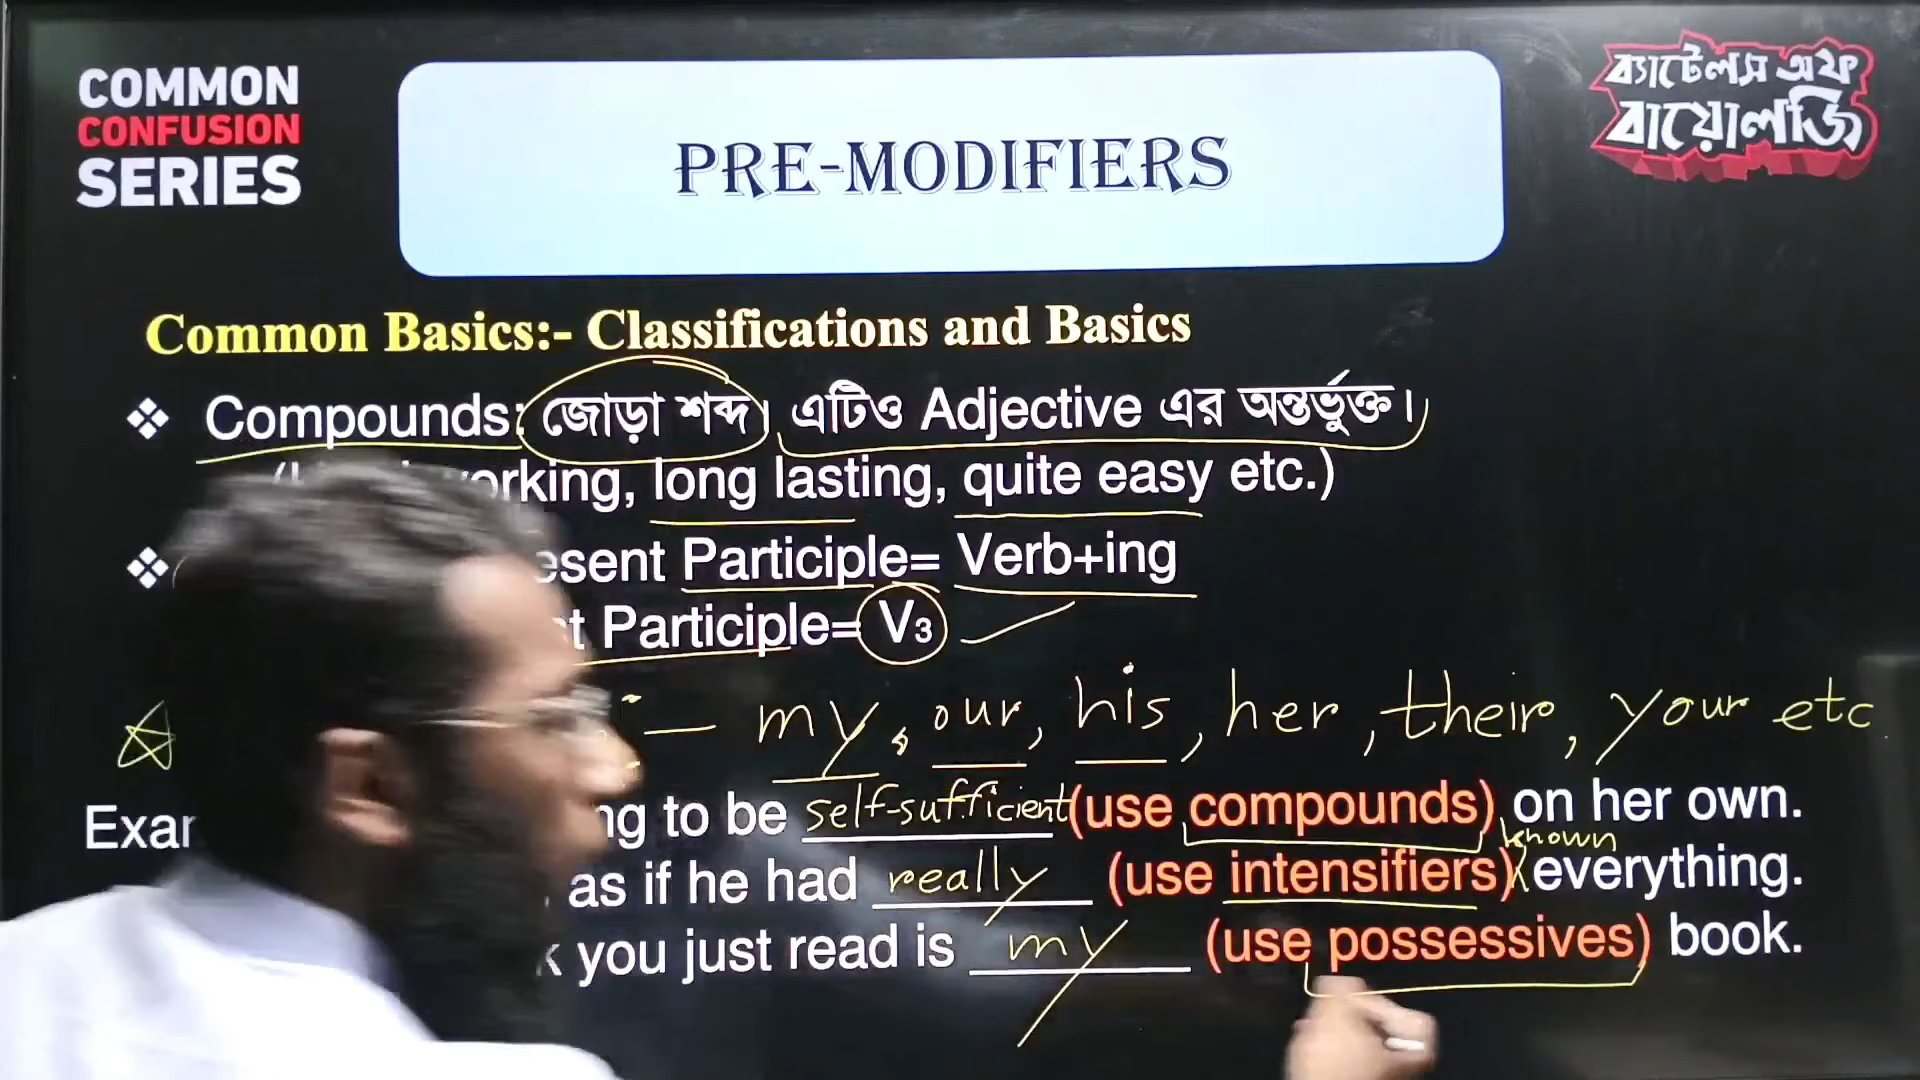 COMMON
CONFUSION
SERIES
PRE-MODIFIERS
ব্যাটেলস অফ
বায়োলজি
Common Basics:- Classifications and Basics
❖ Compounds: জোড়া শব্দ। এটিও Adjective এর অন্তর্ভুক্ত।
orking, long lasting, quite easy etc.)
❖ esent Participle= Verb+ing
t Participle= V₃
— my, our, his, her, their, your etc
Exar ng to be self-sufficient (use compounds) on her own.
known
as if he had really (use intensifiers) everything.
k you just read is my (use possessives) book.